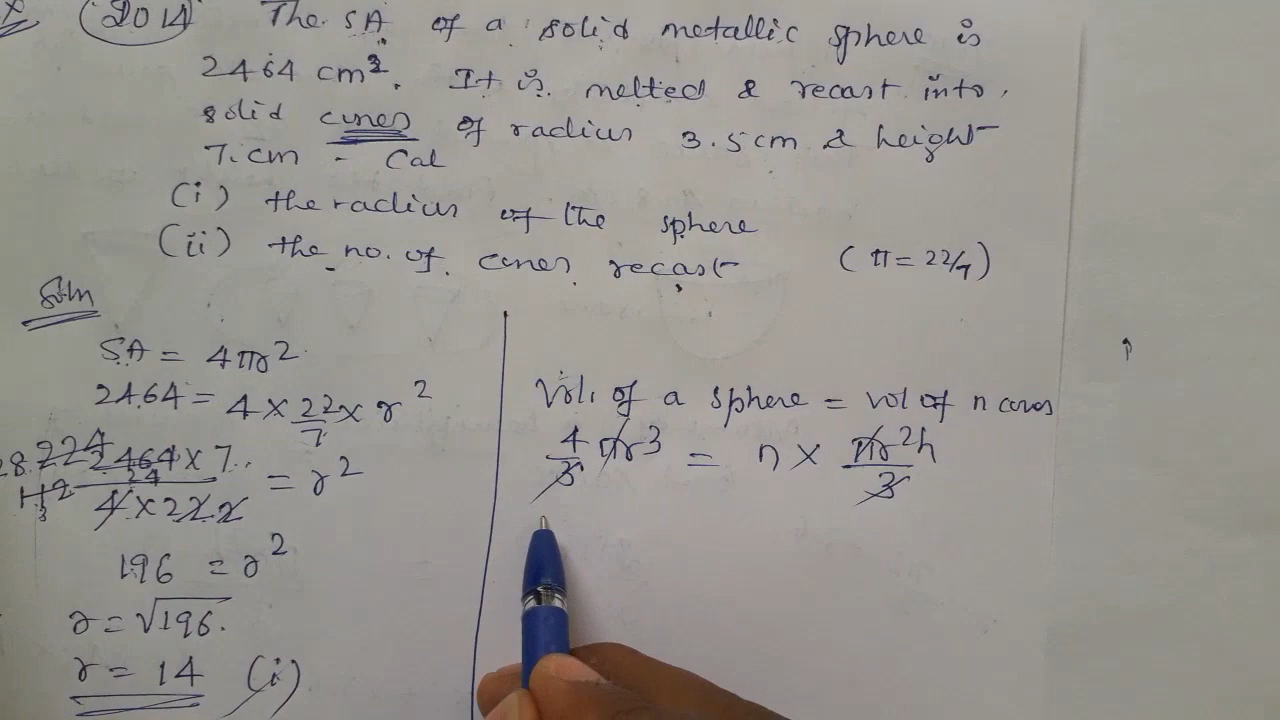 (2014) The SA of a solid metallic sphere is
2464 cm². It is melted & recast into
solid cones of radius 3.5cm & height
7cm - Cal
(i) the radius of the sphere
(ii) the no. of cones recast (π = 22/7)
Soln
SA = 4πr²
2464 = 4 × 22/7 × r²
2464 × 7 / 4 × 22 = r²
196 = r²
r = √196
r = 14 (i)
Vol. of a sphere = vol of n cones
4/3 πr³ = n × πr²h/3